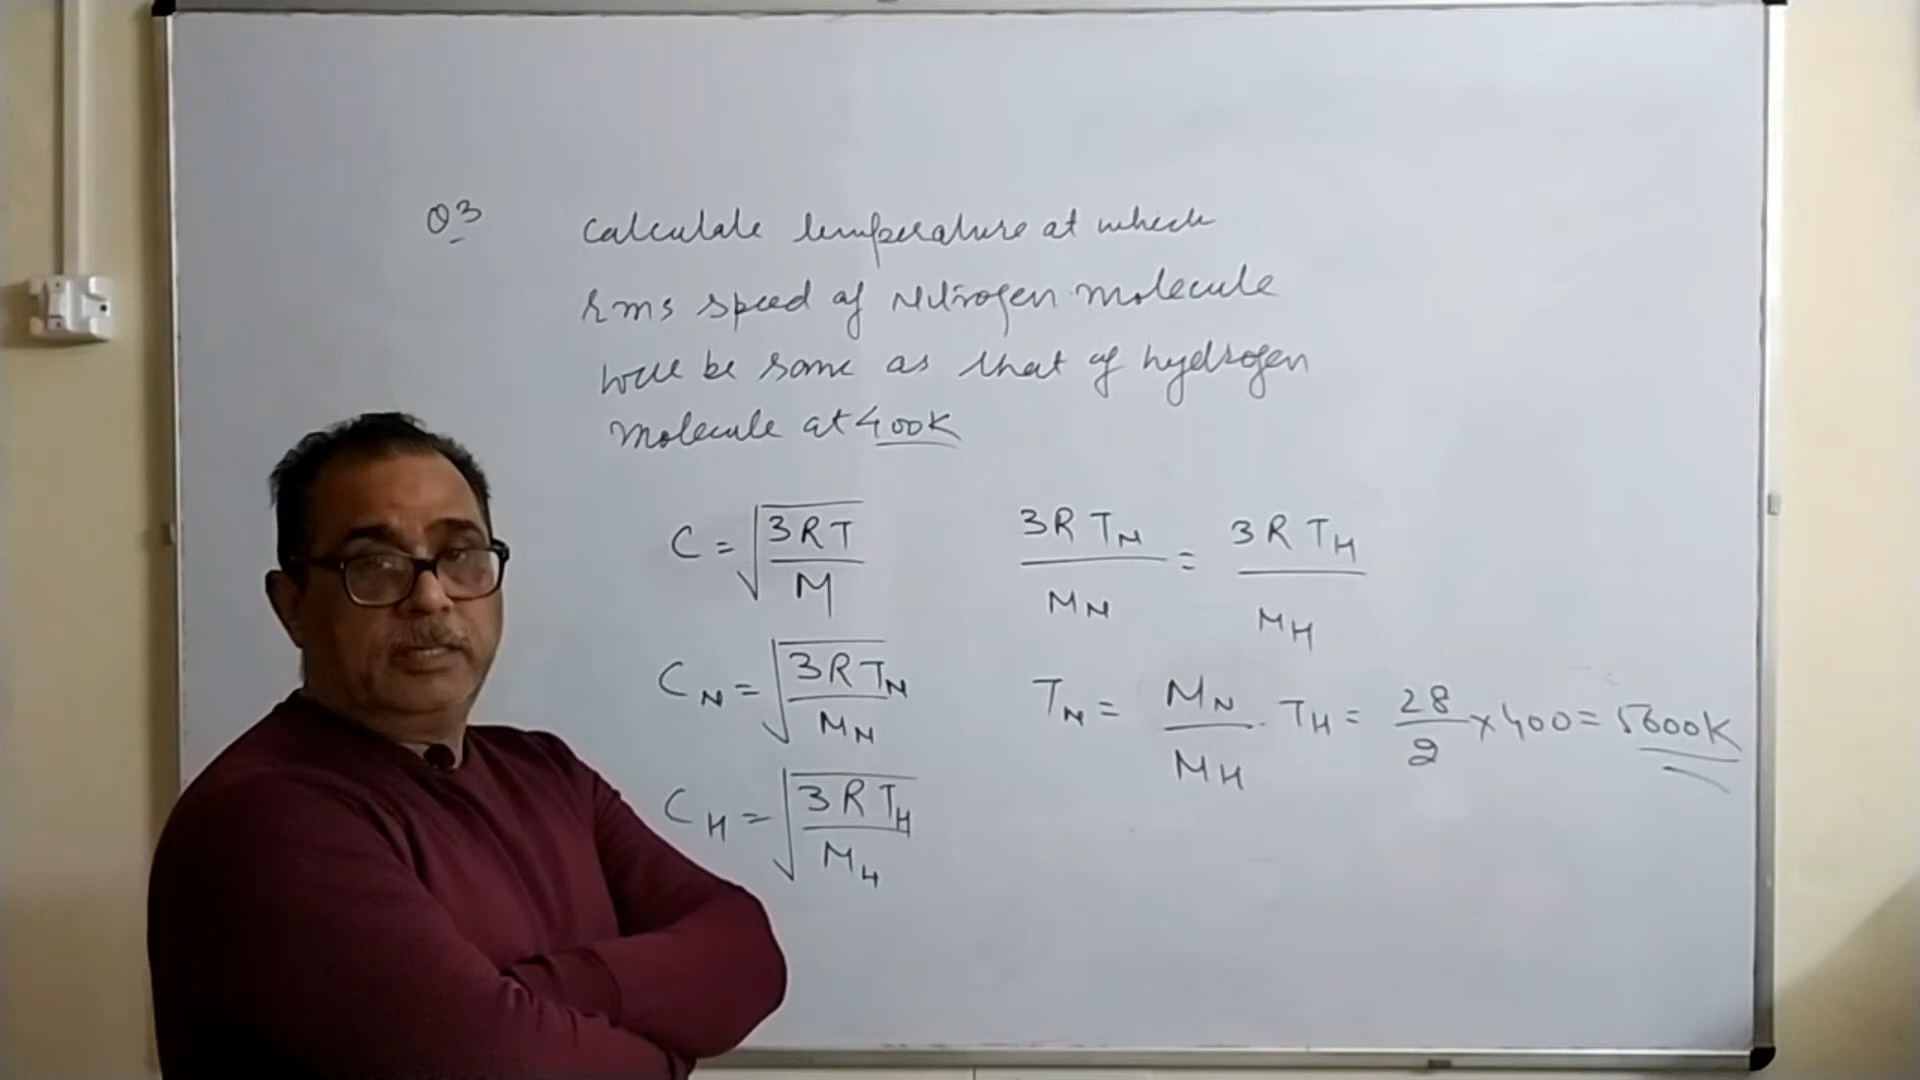 Q3 Calculate temperature at which
rms speed of Nitrogen molecule
will be same as that of hydrogen
molecule at 400K
C = √(3RT/M)
C_N = √(3RT_N/M_N)
C_H = √(3RT_H/M_H)
3RT_N/M_N = 3RT_H/M_H
T_N = M_N/M_H · T_H = 28/2 × 400 = 5600K